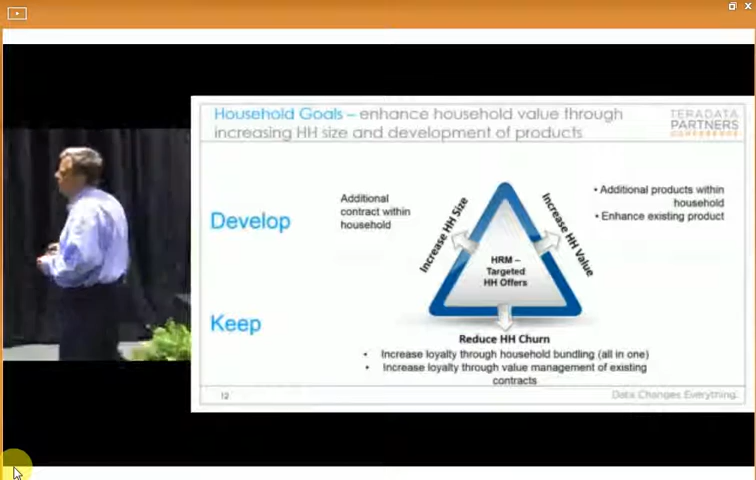 Household Goals – enhance household value through
increasing HH size and development of products
TERADATA
PARTNERS
CONFERENCE
Develop
Additional
contract within
household
Increase HH Size
Increase HH Value
• Additional products within
household
• Enhance existing product
HRM –
Targeted
HH Offers
Keep
Reduce HH Churn
• Increase loyalty through household bundling (all in one)
• Increase loyalty through value management of existing
contracts
12
Data Changes Everything.